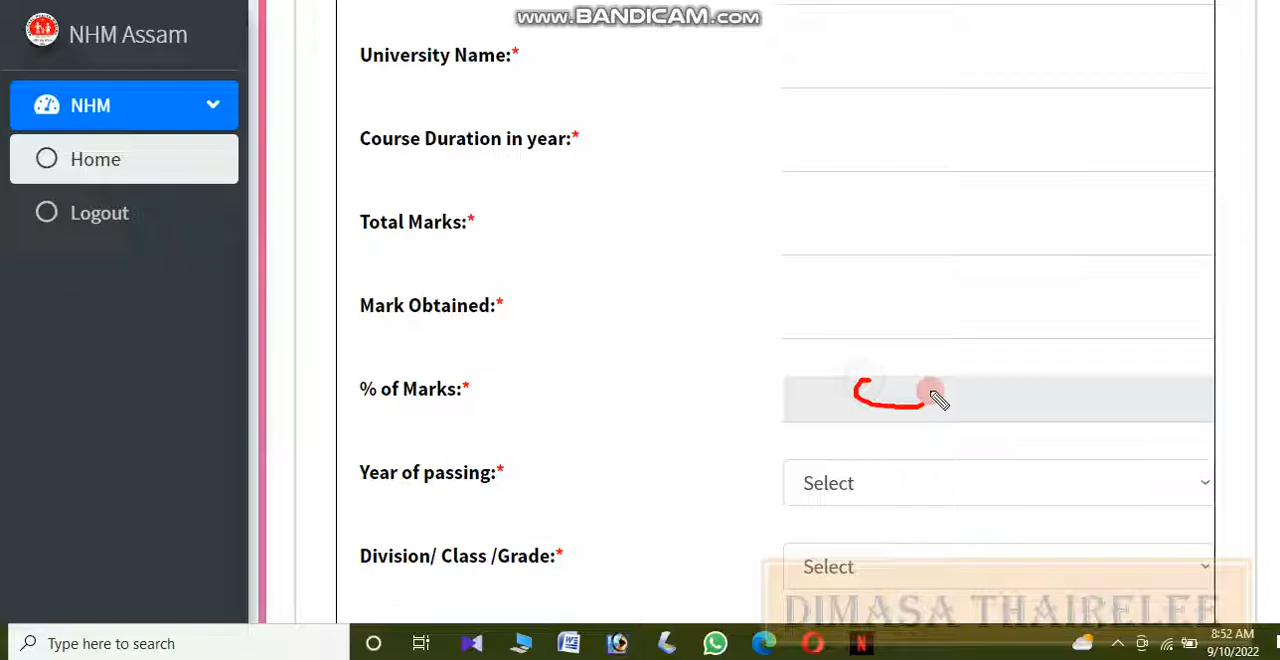 www.BANDICAM.com
NHM Assam
NHM
Home
Logout
University Name:*
Course Duration in year:*
Total Marks:*
Mark Obtained:*
% of Marks:*
Year of passing:*
Select
Division/ Class /Grade:*
Select
DIMASA THAIRELEE
Type here to search
8:52 AM
9/10/2022